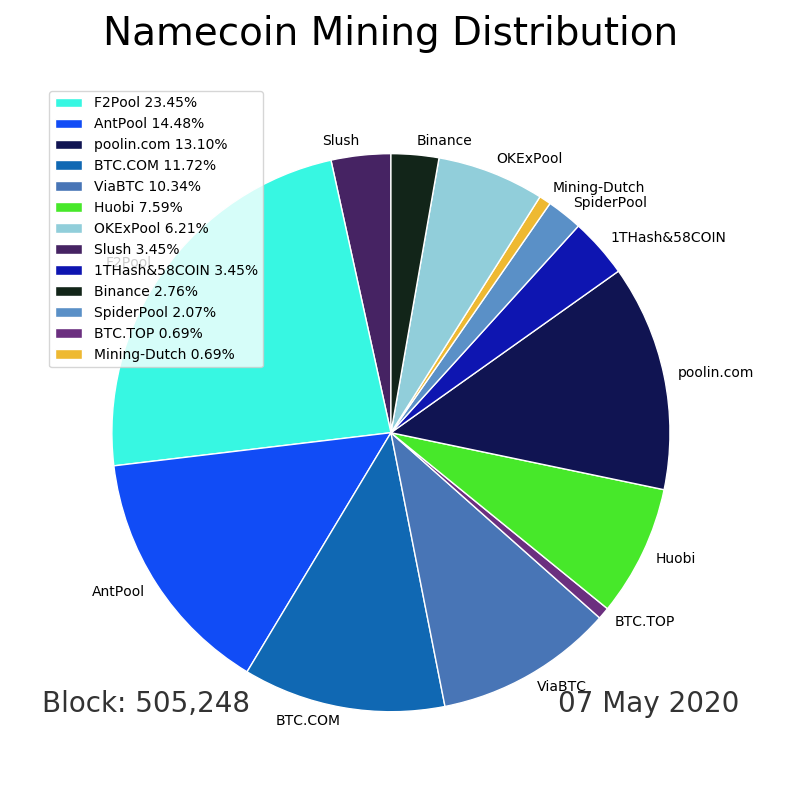 Namecoin Mining Distribution
F2Pool 23.45%
AntPool 14.48%
poolin.com 13.10%
BTC.COM 11.72%
ViaBTC 10.34%
Huobi 7.59%
OKExPool 6.21%
Slush 3.45%
1THash&58COIN 3.45%
Binance 2.76%
SpiderPool 2.07%
BTC.TOP 0.69%
Mining-Dutch 0.69%
Slush
Binance
OKExPool
Mining-Dutch
SpiderPool
1THash&58COIN
F2Pool
poolin.com
Huobi
AntPool
BTC.TOP
ViaBTC
BTC.COM
Block: 505,248
07 May 2020